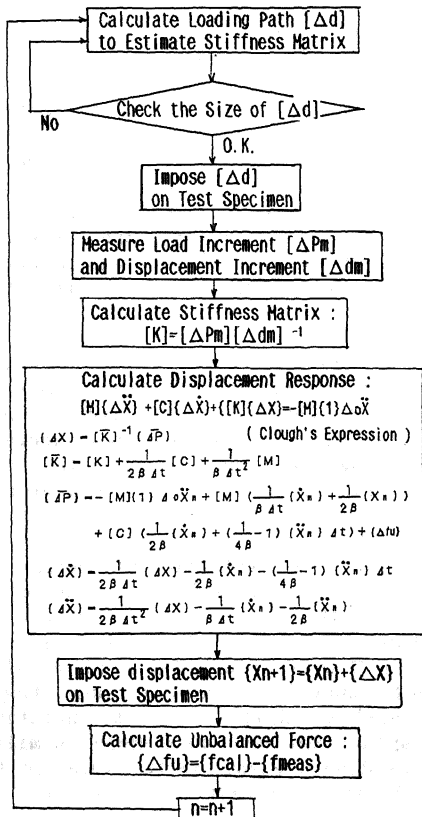 Calculate Loading Path [Δd]
to Estimate Stiffness Matrix
Check the Size of [Δd]
No
O.K.
Impose [Δd]
on Test Specimen
Measure Load Increment [ΔPm]
and Displacement Increment [Δdm]
Calculate Stiffness Matrix :
[K]=[ΔPm][Δdm]⁻¹
Calculate Displacement Response :
[M]{ΔẌ} +[C]{ΔẊ}+{[K]{ΔX}=-[M]{1}ΔoẌ
{ΔX} = [K̅]⁻¹ {ΔP̅} ( Clough's Expression )
[K̅] = [K] + 1/(2βΔt) [C] + 1/(βΔt²) [M]
{ΔP̅} = - [M]{1} ΔoẌn + [M] (1/(βΔt) {Ẋn} + 1/(2β) {Xn})
+ [C] (1/(2β) {Ẋn} + (1/(4β) -1) {Ẍn} Δt) + {Δfu}
{ΔẊ} = 1/(2βΔt) {ΔX} - 1/(2β) {Ẋn} - (1/(4β) -1) {Ẍn} Δt
{ΔẌ} = 1/(2βΔt²) {ΔX} - 1/(βΔt) {Ẋn} - 1/(2β) {Ẍn}
Impose displacement {Xn+1}={Xn}+{ΔX}
on Test Specimen
Calculate Unbalanced Force :
{Δfu}={fcal}-{fmeas}
n=n+1